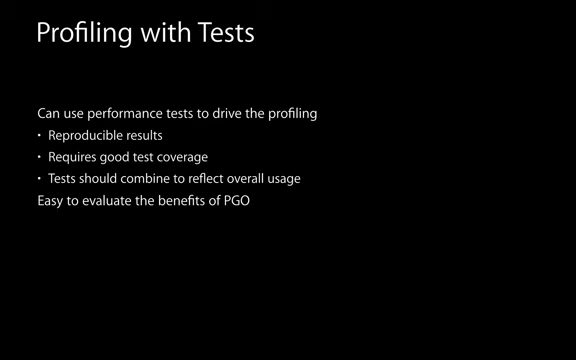 Profiling with Tests
Can use performance tests to drive the profiling
• Reproducible results
• Requires good test coverage
• Tests should combine to reflect overall usage
Easy to evaluate the benefits of PGO